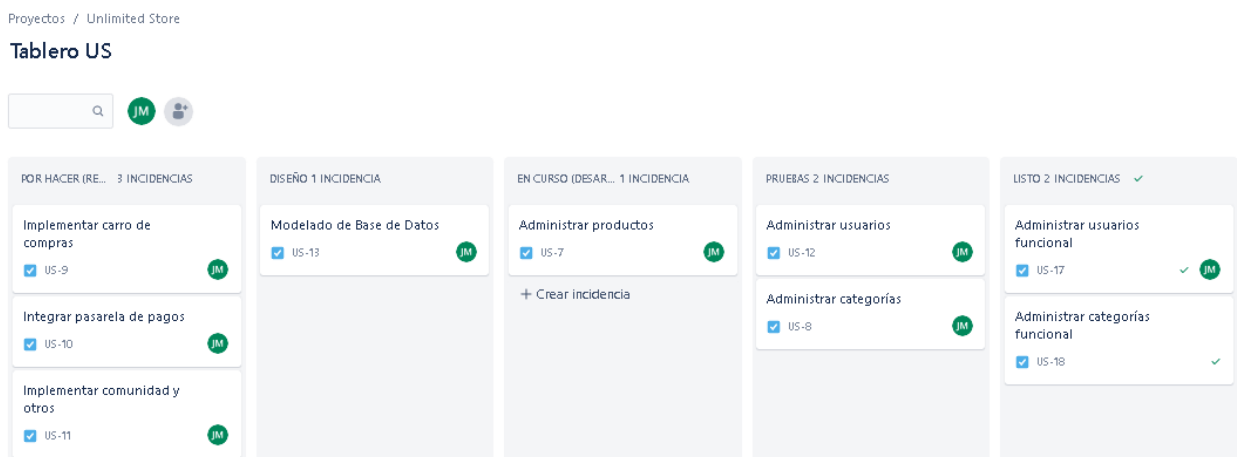 Proyectos / Unlimited Store
Tablero US
JM
POR HACER (RE... 3 INCIDENCIAS
Implementar carro de
compras
US-9 JM
Integrar pasarela de pagos
US-10 JM
Implementar comunidad y
otros
US-11 JM
DISEÑO 1 INCIDENCIA
Modelado de Base de Datos
US-13 JM
EN CURSO (DESAR... 1 INCIDENCIA
Administrar productos
US-7 JM
+ Crear incidencia
PRUEBAS 2 INCIDENCIAS
Administrar usuarios
US-12 JM
Administrar categorías
US-8 JM
LISTO 2 INCIDENCIAS
Administrar usuarios
funcional
US-17 JM
Administrar categorías
funcional
US-18